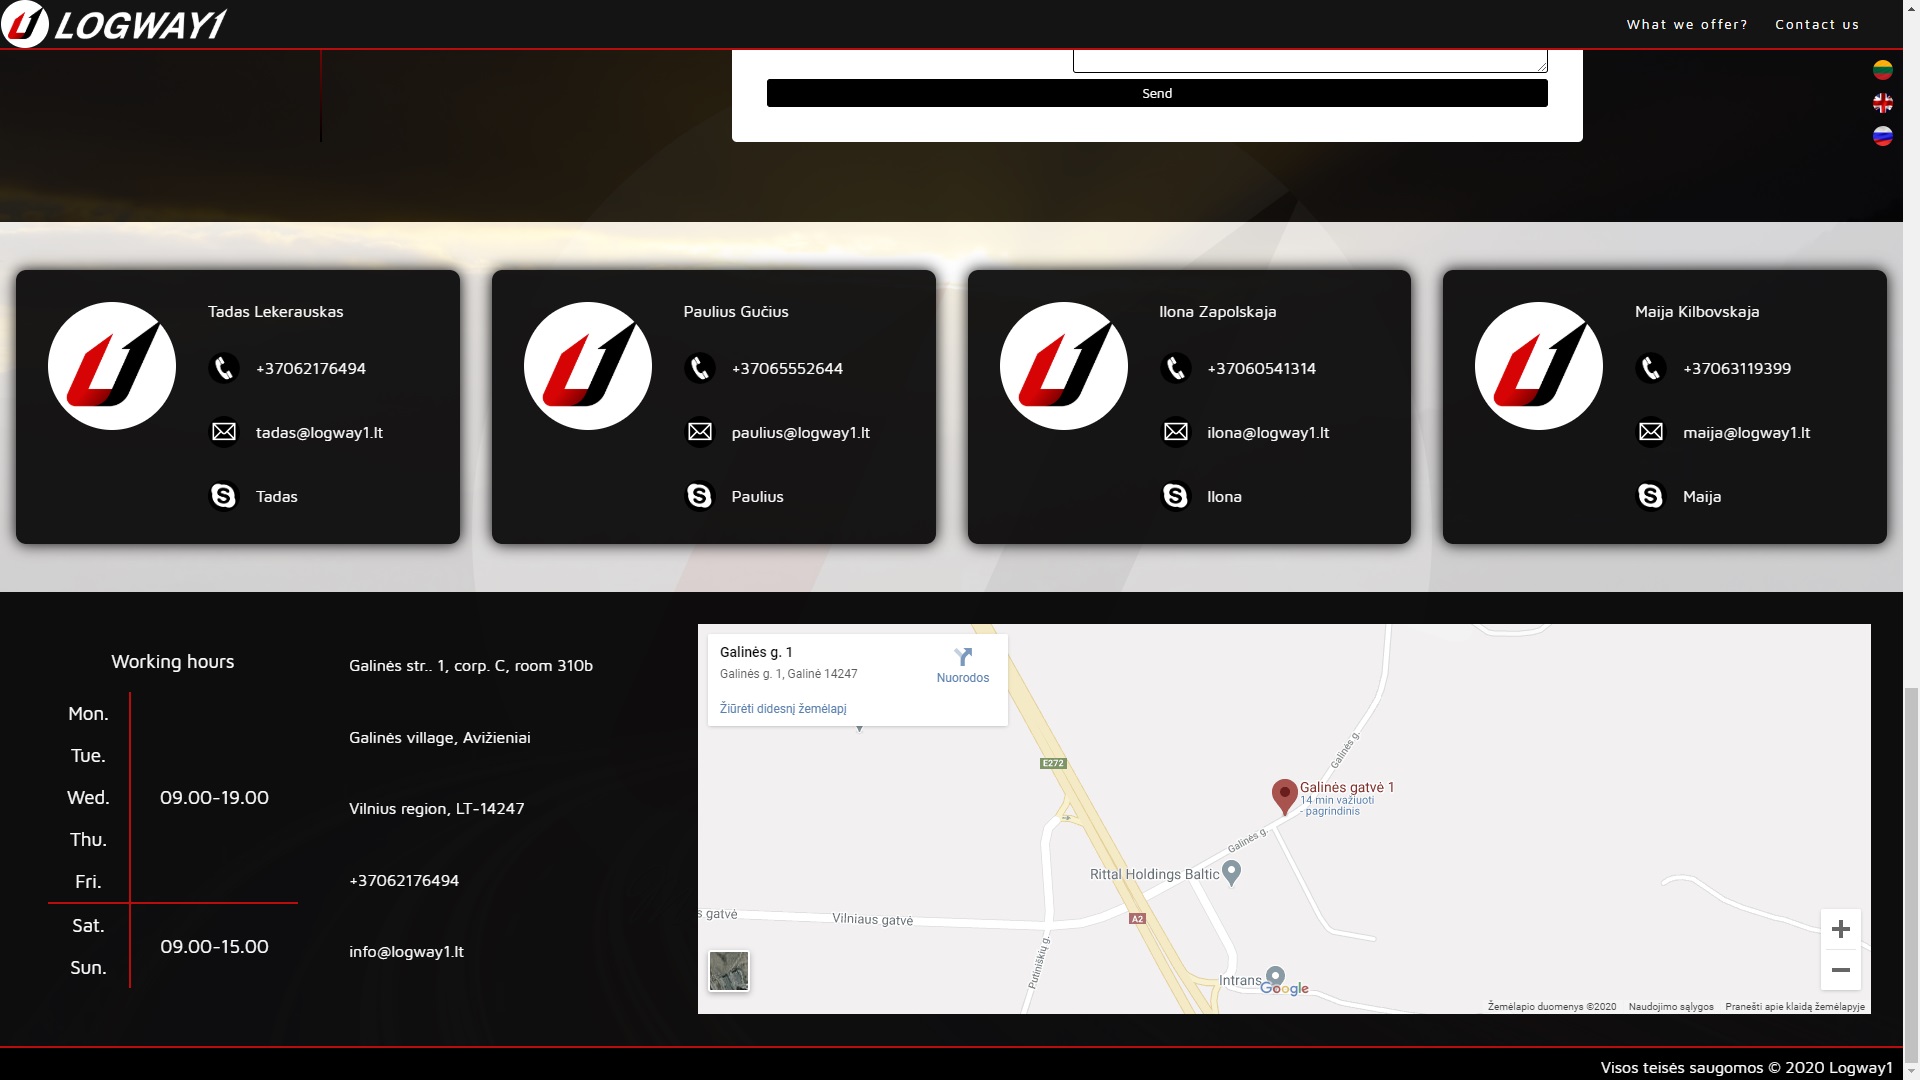 LOGWAY1
What we offer?
Contact us
Send
Tadas Lekerauskas
+37062176494
tadas@logway1.lt
Tadas
Paulius Gučius
+37065552644
paulius@logway1.lt
Paulius
Ilona Zapolskaja
+37060541314
ilona@logway1.lt
Ilona
Maija Kilbovskaja
+37063119399
maija@logway1.lt
Maija
Working hours
Mon.
Tue.
Wed.
Thu.
Fri.
09.00-19.00
Sat.
Sun.
09.00-15.00
Galinės str.. 1, corp. C, room 310b
Galinės village, Avižieniai
Vilnius region, LT-14247
+37062176494
info@logway1.lt
Galinės g. 1
Galinės g. 1, Galinė 14247
Nuorodos
Žiūrėti didesnį žemėlapį
E272
Galinės g.
Galinės gatvė 1
14 min važiuoti
- pagrindinis
Galinės g.
Rittal Holdings Baltic
s gatvė
Vilniaus gatvė
A2
Putiniškių g.
Intrans
Google
Žemėlapio duomenys ©2020
Naudojimo sąlygos
Pranešti apie klaidą žemėlapyje
Visos teisės saugomos © 2020 Logway1